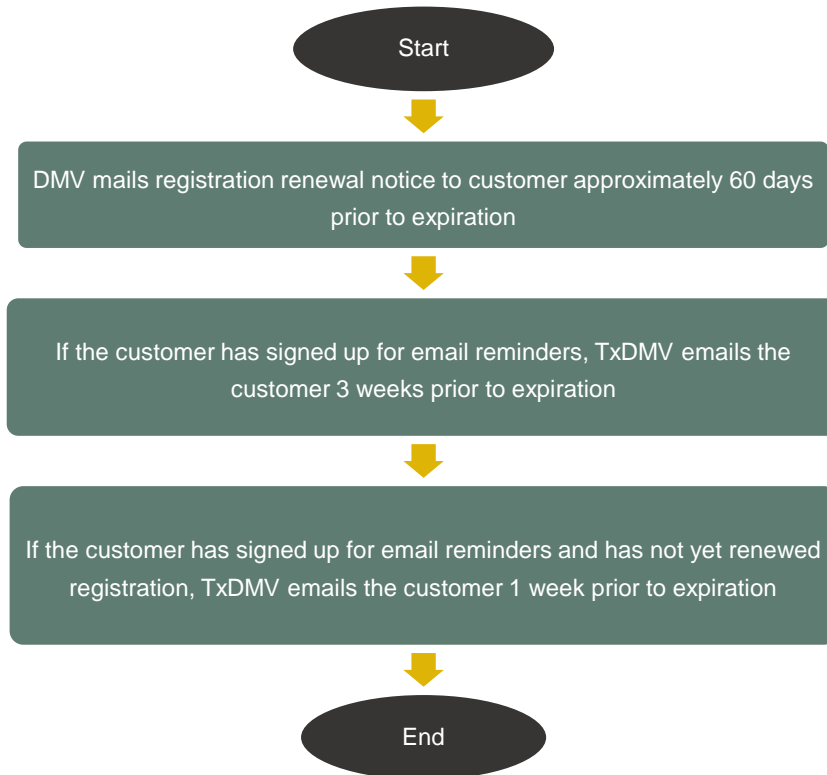 Start
DMV mails registration renewal notice to customer approximately 60 days
prior to expiration
If the customer has signed up for email reminders, TxDMV emails the
customer 3 weeks prior to expiration
If the customer has signed up for email reminders and has not yet renewed
registration, TxDMV emails the customer 1 week prior to expiration
End